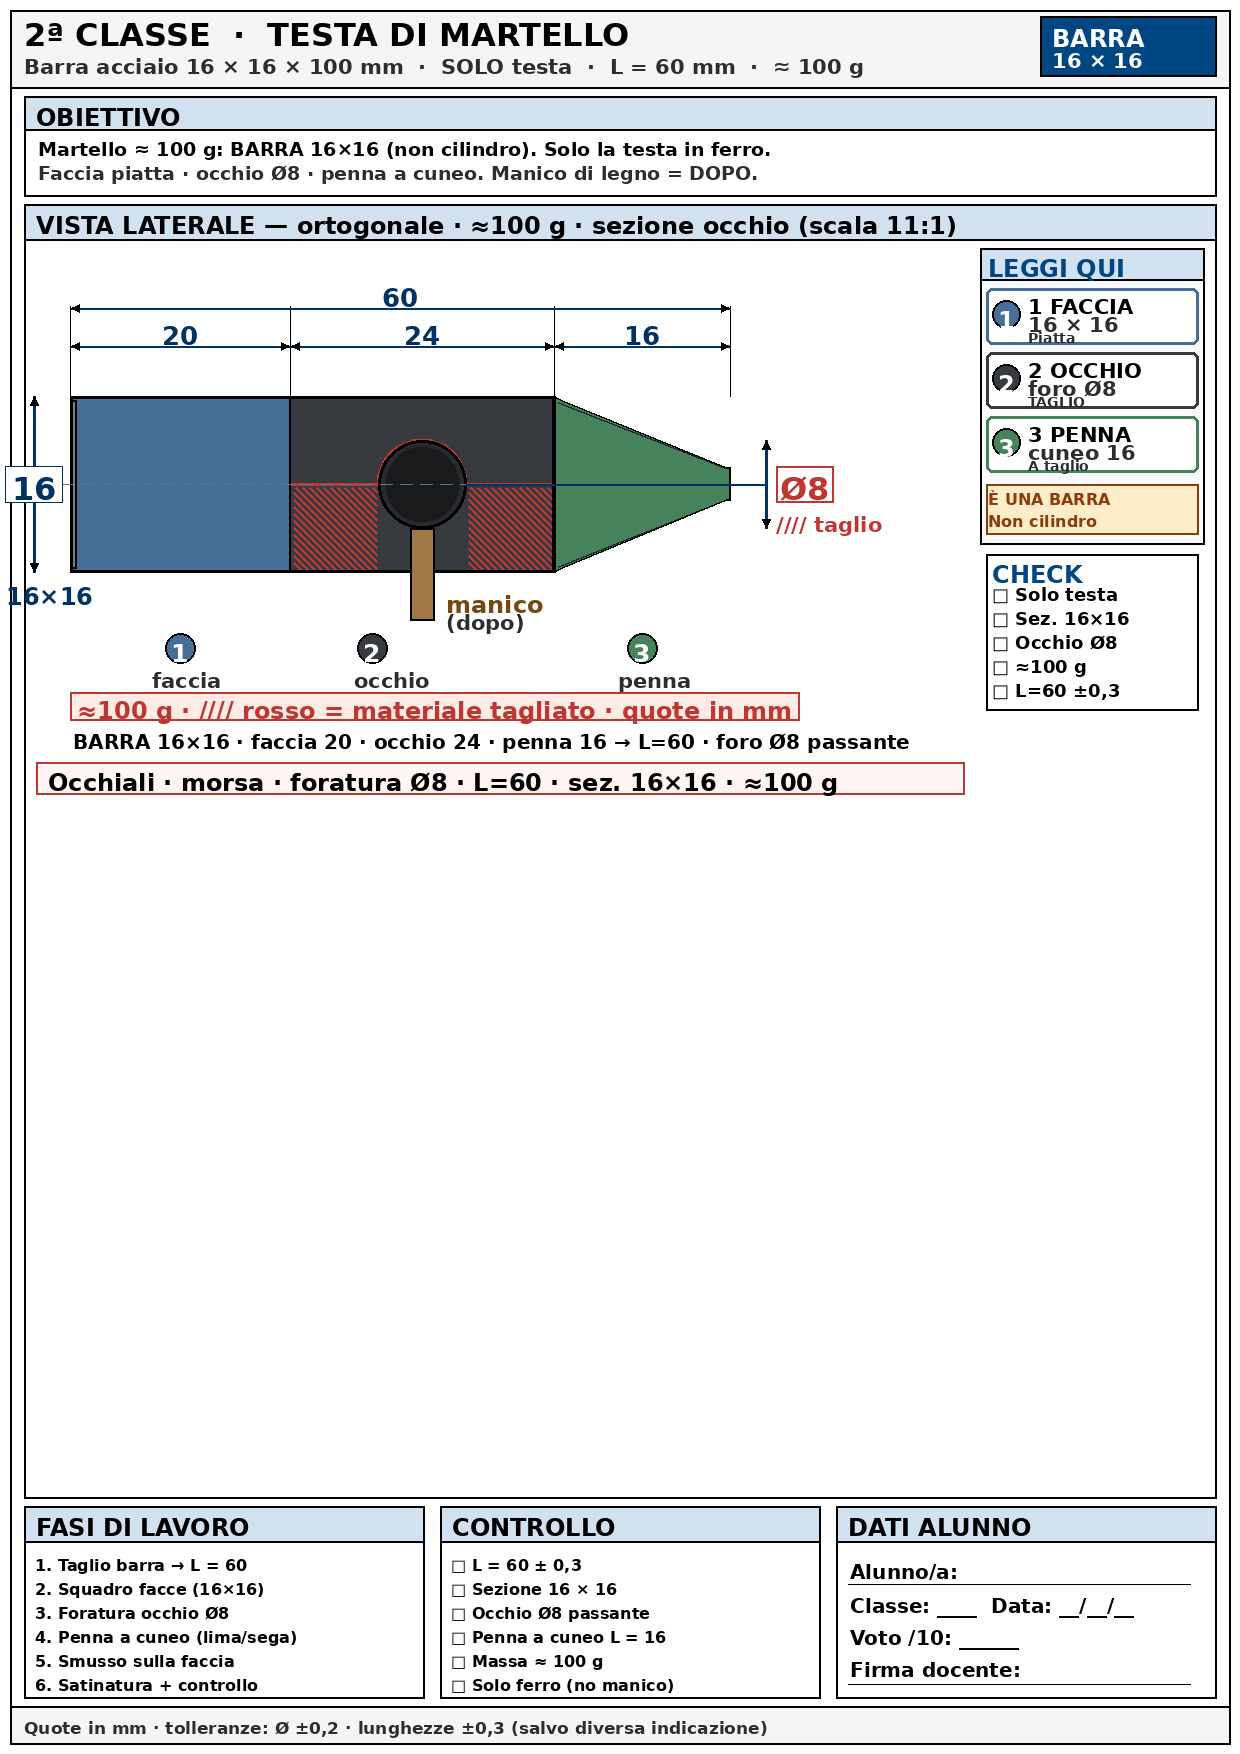 2ª CLASSE · TESTA DI MARTELLO
Barra acciaio 16 × 16 × 100 mm · SOLO testa · L = 60 mm · ≈ 100 g
BARRA
16 × 16
OBIETTIVO
Martello ≈ 100 g: BARRA 16×16 (non cilindro). Solo la testa in ferro.
Faccia piatta · occhio Ø8 · penna a cuneo. Manico di legno = DOPO.
VISTA LATERALE — ortogonale · ≈100 g · sezione occhio (scala 11:1)
60
20
24
16
16
16×16
Ø8
//// taglio
manico
(dopo)
1
2
3
faccia
occhio
penna
≈100 g · //// rosso = materiale tagliato · quote in mm
BARRA 16×16 · faccia 20 · occhio 24 · penna 16 → L=60 · foro Ø8 passante
Occhiali · morsa · foratura Ø8 · L=60 · sez. 16×16 · ≈100 g
LEGGI QUI
1
1 FACCIA
16 × 16
Piatta
2
2 OCCHIO
foro Ø8
TAGLIO
3
3 PENNA
cuneo 16
A taglio
È UNA BARRA
Non cilindro
CHECK
□ Solo testa
□ Sez. 16×16
□ Occhio Ø8
□ ≈100 g
□ L=60 ±0,3
FASI DI LAVORO
1. Taglio barra → L = 60
2. Squadro facce (16×16)
3. Foratura occhio Ø8
4. Penna a cuneo (lima/sega)
5. Smusso sulla faccia
6. Satinatura + controllo
CONTROLLO
□ L = 60 ± 0,3
□ Sezione 16 × 16
□ Occhio Ø8 passante
□ Penna a cuneo L = 16
□ Massa ≈ 100 g
□ Solo ferro (no manico)
DATI ALUNNO
Alunno/a:
Classe: ____ Data: __/__/__
Voto /10: ______
Firma docente:
Quote in mm · tolleranze: Ø ±0,2 · lunghezze ±0,3 (salvo diversa indicazione)